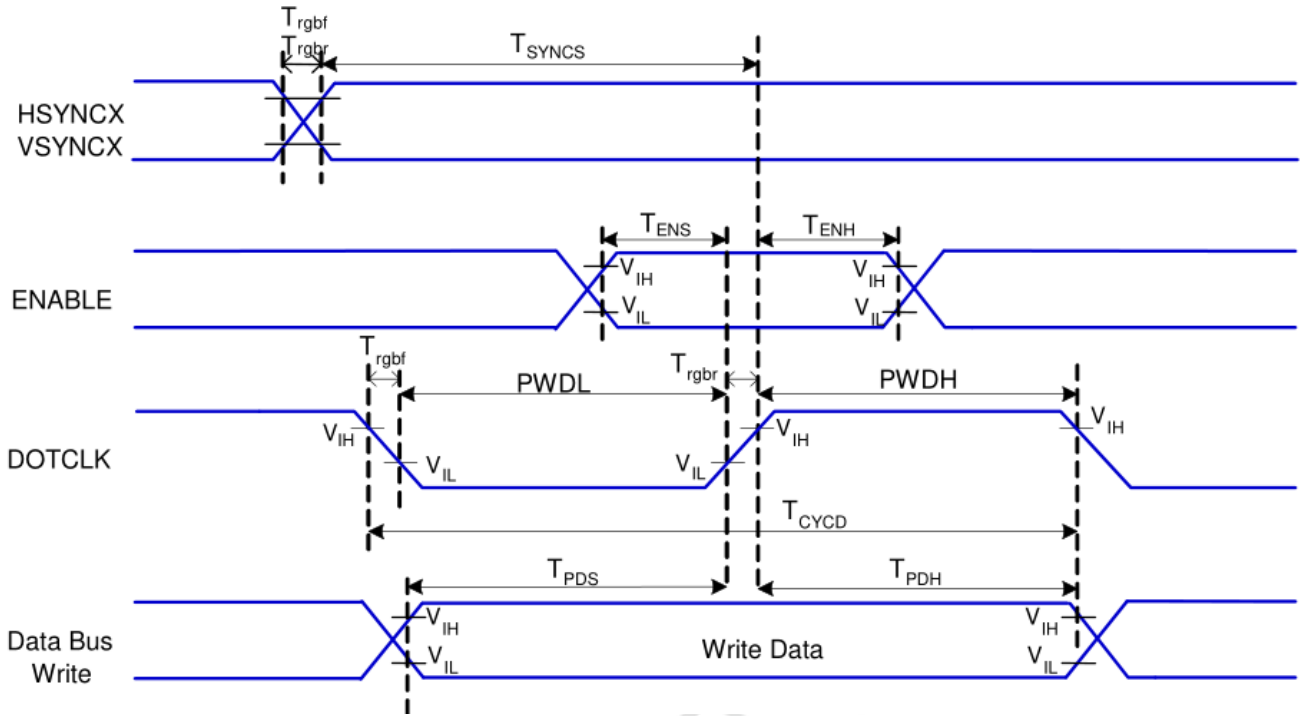 Trgbf
Trgbr
TSYNCS
HSYNCX
VSYNCX
TENS
TENH
VIH
VIH
ENABLE
VIL
VIL
Trgbf
Trgbr
PWDL
PWDH
VIH
VIH
VIH
DOTCLK
VIL
VIL
TCYCD
TPDS
TPDH
VIH
VIH
Data Bus
Write
Write Data
VIL
VIL